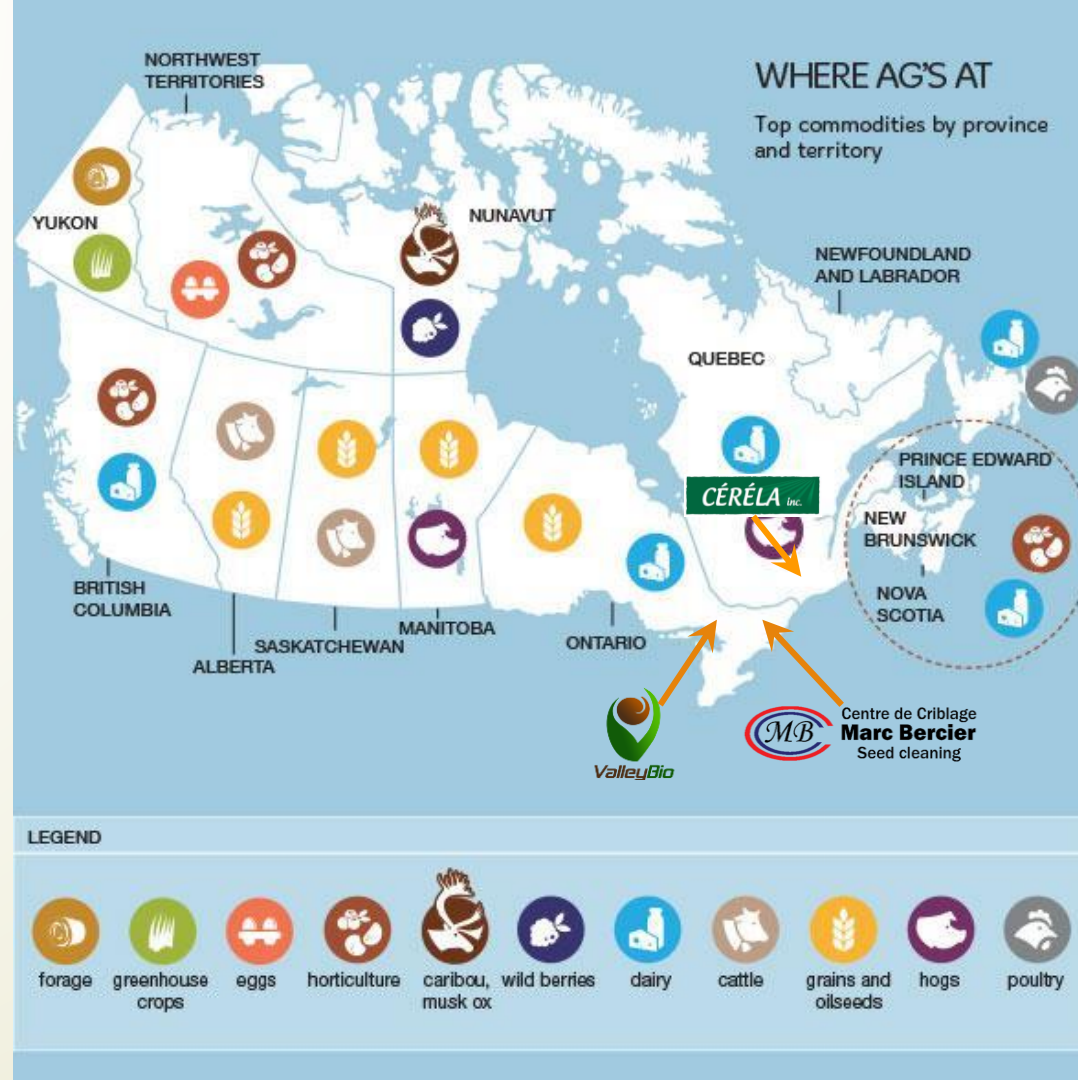 WHERE AG'S AT
Top commodities by province
and territory
NORTHWEST
TERRITORIES
YUKON
NUNAVUT
NEWFOUNDLAND
AND LABRADOR
QUEBEC
CÉRÉLA inc.
PRINCE EDWARD
ISLAND
NEW
BRUNSWICK
NOVA
SCOTIA
BRITISH
COLUMBIA
ALBERTA
SASKATCHEWAN
MANITOBA
ONTARIO
ValleyBio
MB
Centre de Criblage
Marc Bercier
Seed cleaning
LEGEND
forage
greenhouse
crops
eggs
horticulture
caribou,
musk ox
wild berries
dairy
cattle
grains and
oilseeds
hogs
poultry